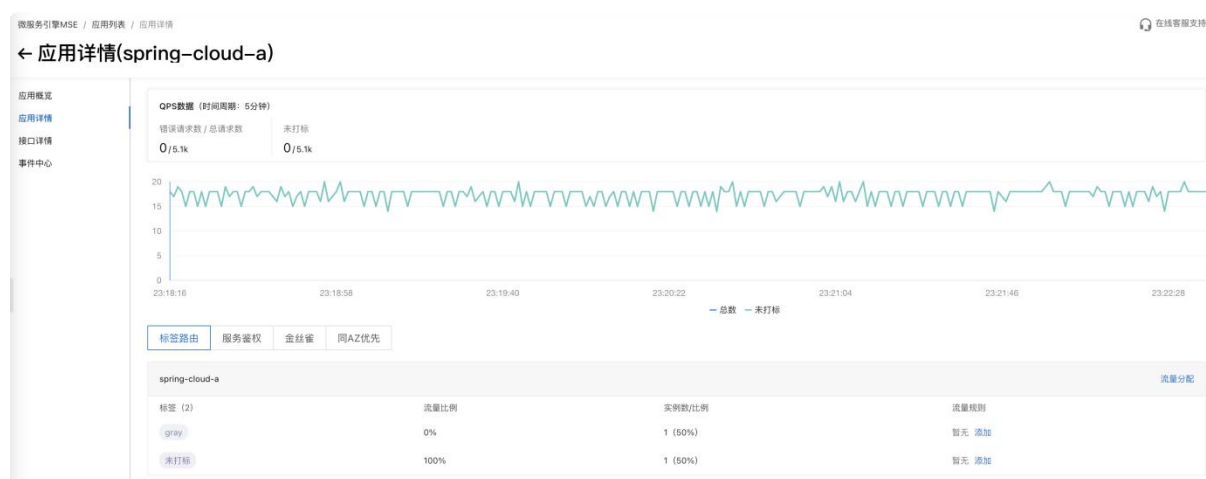 微服务引擎MSE / 应用列表 / 应用详情
在线客服支持
←应用详情(spring-cloud-a)
应用概览
应用详情
接口详情
事件中心
QPS数据（时间周期：5分钟）
错误请求数 / 总请求数 未打标
0/5.1k 0/5.1k
20
15
10
5
0
23:18:16 23:18:58 23:19:40 23:20:22 23:21:04 23:21:46 23:22:28
总数 未打标
标签路由 服务鉴权 金丝雀 同AZ优先
spring-cloud-a 流量分配
标签（2） 流量比例 实例数/比例 流量规则
gray 0% 1（50%） 暂无 添加
未打标 100% 1（50%） 暂无 添加